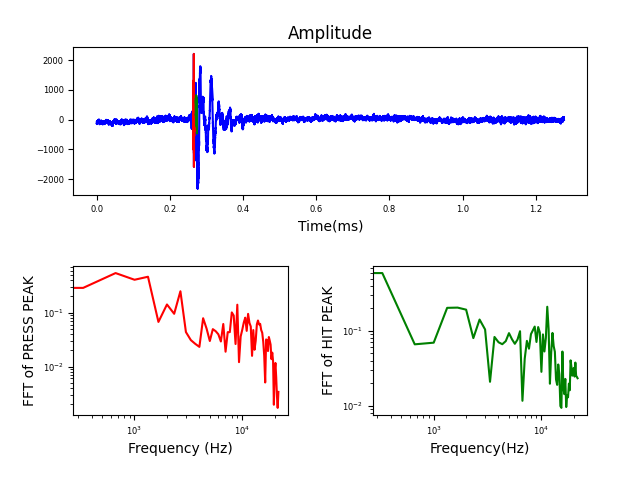 Amplitude
2000
1000
0
−1000
−2000
0.0 0.2 0.4 0.6 0.8 1.0 1.2
Time(ms)
FFT of PRESS PEAK
10⁻¹
10⁻²
10³ 10⁴
Frequency (Hz)
FFT of HIT PEAK
10⁻¹
10⁻²
10³ 10⁴
Frequency(Hz)